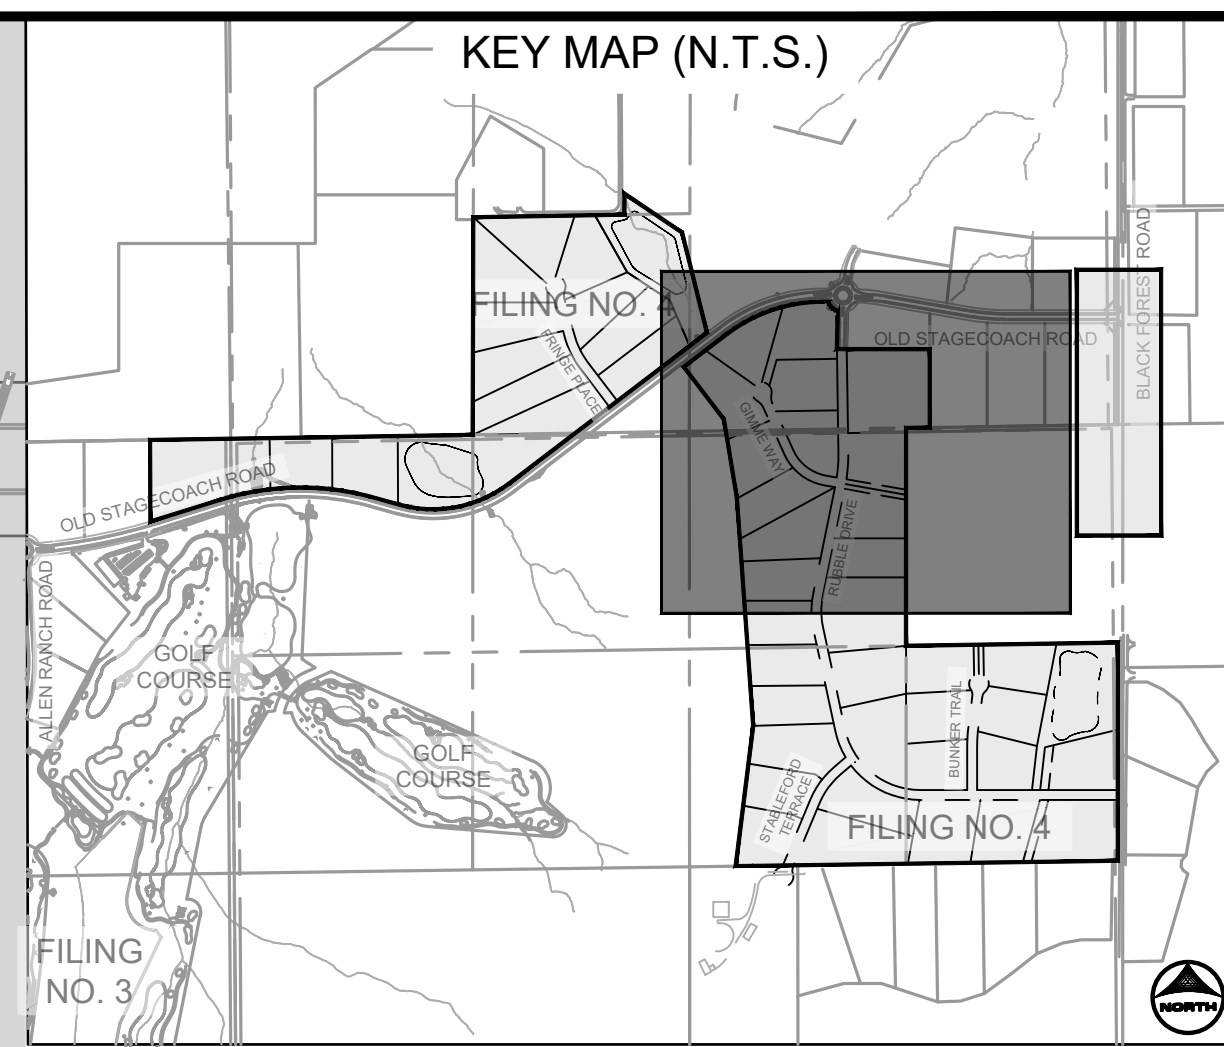 KEY MAP (N.T.S.)
BLACK FOREST ROAD
FILING NO. 4
OLD STAGECOACH ROAD
FRINGE PLACE
GIMME WAY
OLD STAGECOACH ROAD
RUBBLE DRIVE
ALLEN RANCH ROAD
GOLF
COURSE
BUNKER TRAIL
GOLF
COURSE
STABLEFORD
TERRACE
FILING NO. 4
FILING
NO. 3
NORTH